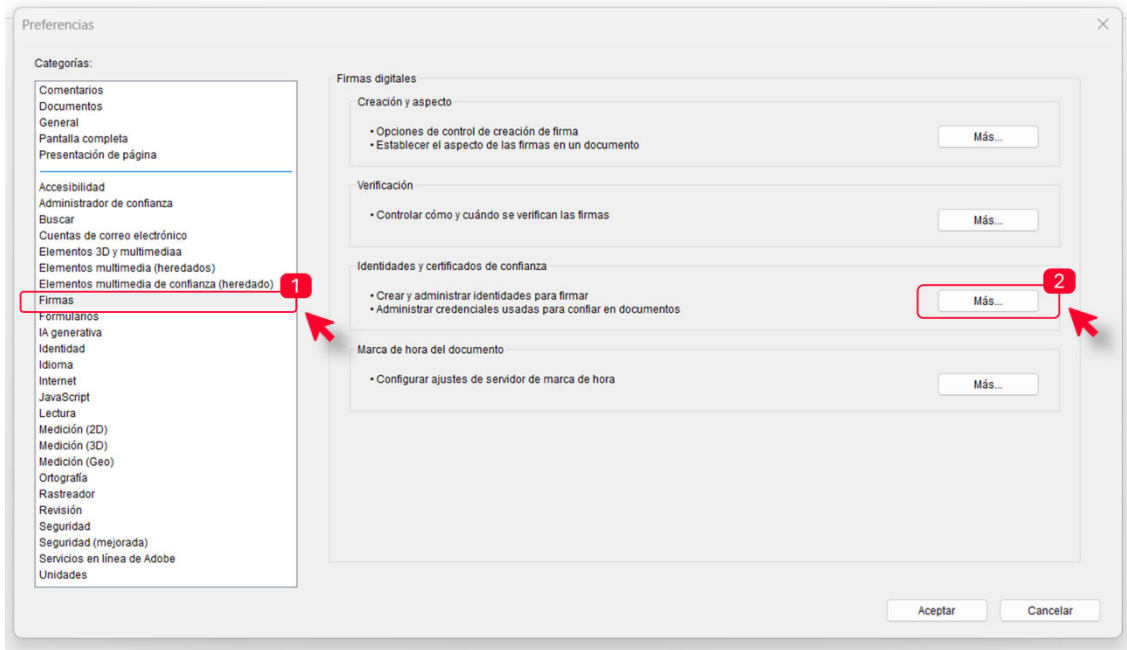 Preferencias
Categorías:
Comentarios
Documentos
General
Pantalla completa
Presentación de página
Accesibilidad
Administrador de confianza
Buscar
Cuentas de correo electrónico
Elementos 3D y multimediaa
Elementos multimedia (heredados)
Elementos multimedia de confianza (heredado)
1
Firmas
Formularios
IA generativa
Identidad
Idioma
Internet
JavaScript
Lectura
Medición (2D)
Medición (3D)
Medición (Geo)
Ortografía
Rastreador
Revisión
Seguridad
Seguridad (mejorada)
Servicios en línea de Adobe
Unidades
Firmas digitales
Creación y aspecto
• Opciones de control de creación de firma
• Establecer el aspecto de las firmas en un documento
Más...
Verificación
• Controlar cómo y cuándo se verifican las firmas
Más...
Identidades y certificados de confianza
• Crear y administrar identidades para firmar
• Administrar credenciales usadas para confiar en documentos
2
Más...
Marca de hora del documento
• Configurar ajustes de servidor de marca de hora
Más...
Aceptar
Cancelar